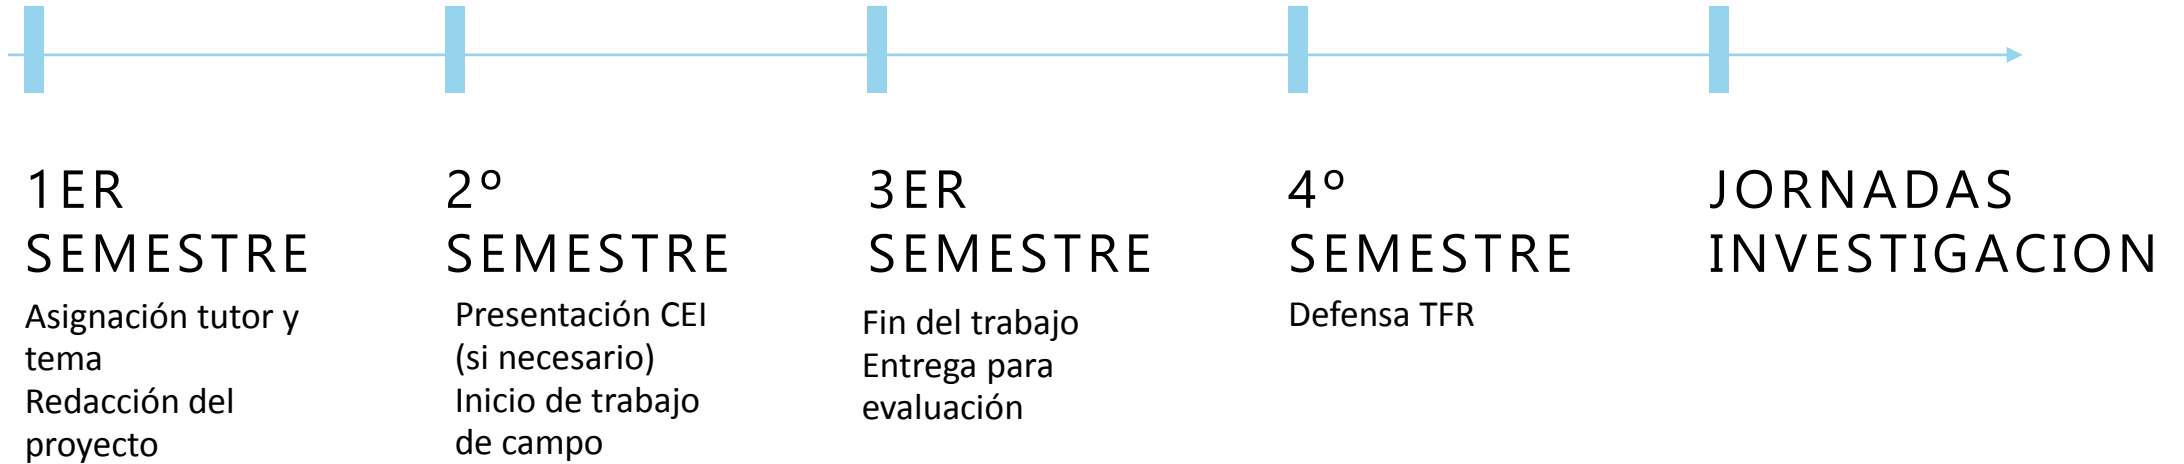 1ER
SEMESTRE
Asignación tutor y
tema
Redacción del
proyecto
2º
SEMESTRE
Presentación CEI
(si necesario)
Inicio de trabajo
de campo
3ER
SEMESTRE
Fin del trabajo
Entrega para
evaluación
4º
SEMESTRE
Defensa TFR
JORNADAS
INVESTIGACION